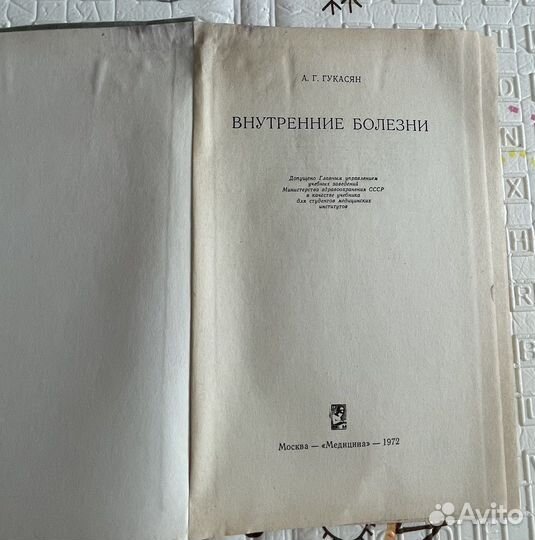 А. Г. ГУКАСЯН
ВНУТРЕННИЕ БОЛЕЗНИ
Допущено Главным управлением
учебных заведений
Министерства здравоохранения СССР
в качестве учебника
для студентов медицинских
институтов
Москва — «Медицина» — 1972
Avito